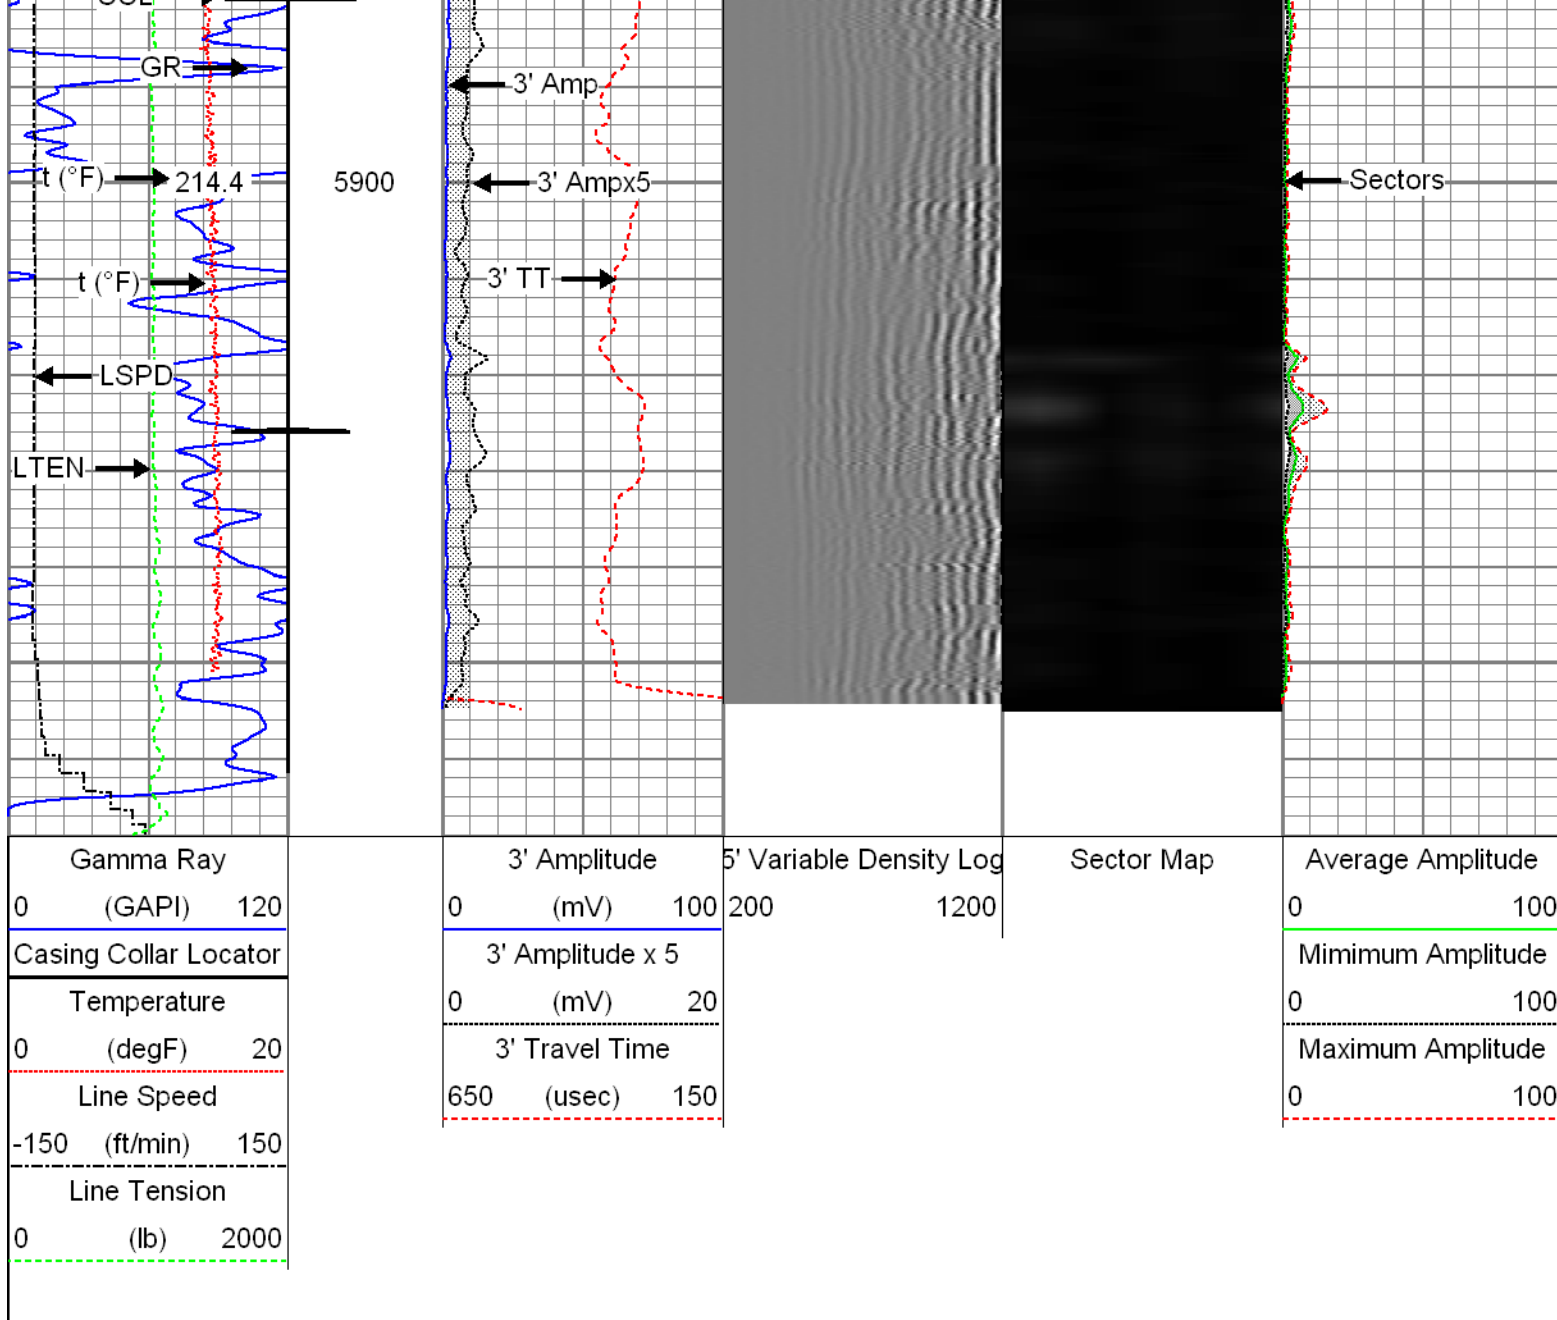 GR
3' Amp
t (°F)
214.4
5900
3' Ampx5
Sectors
t (°F)
3' TT
LSPD
LTEN
Gamma Ray
0 (GAPI) 120
Casing Collar Locator
Temperature
0 (degF) 20
Line Speed
-150 (ft/min) 150
Line Tension
0 (lb) 2000
3' Amplitude
0 (mV) 100
3' Amplitude x 5
0 (mV) 20
3' Travel Time
650 (usec) 150
5' Variable Density Log
200 1200
Sector Map
Average Amplitude
0 100
Mimimum Amplitude
0 100
Maximum Amplitude
0 100